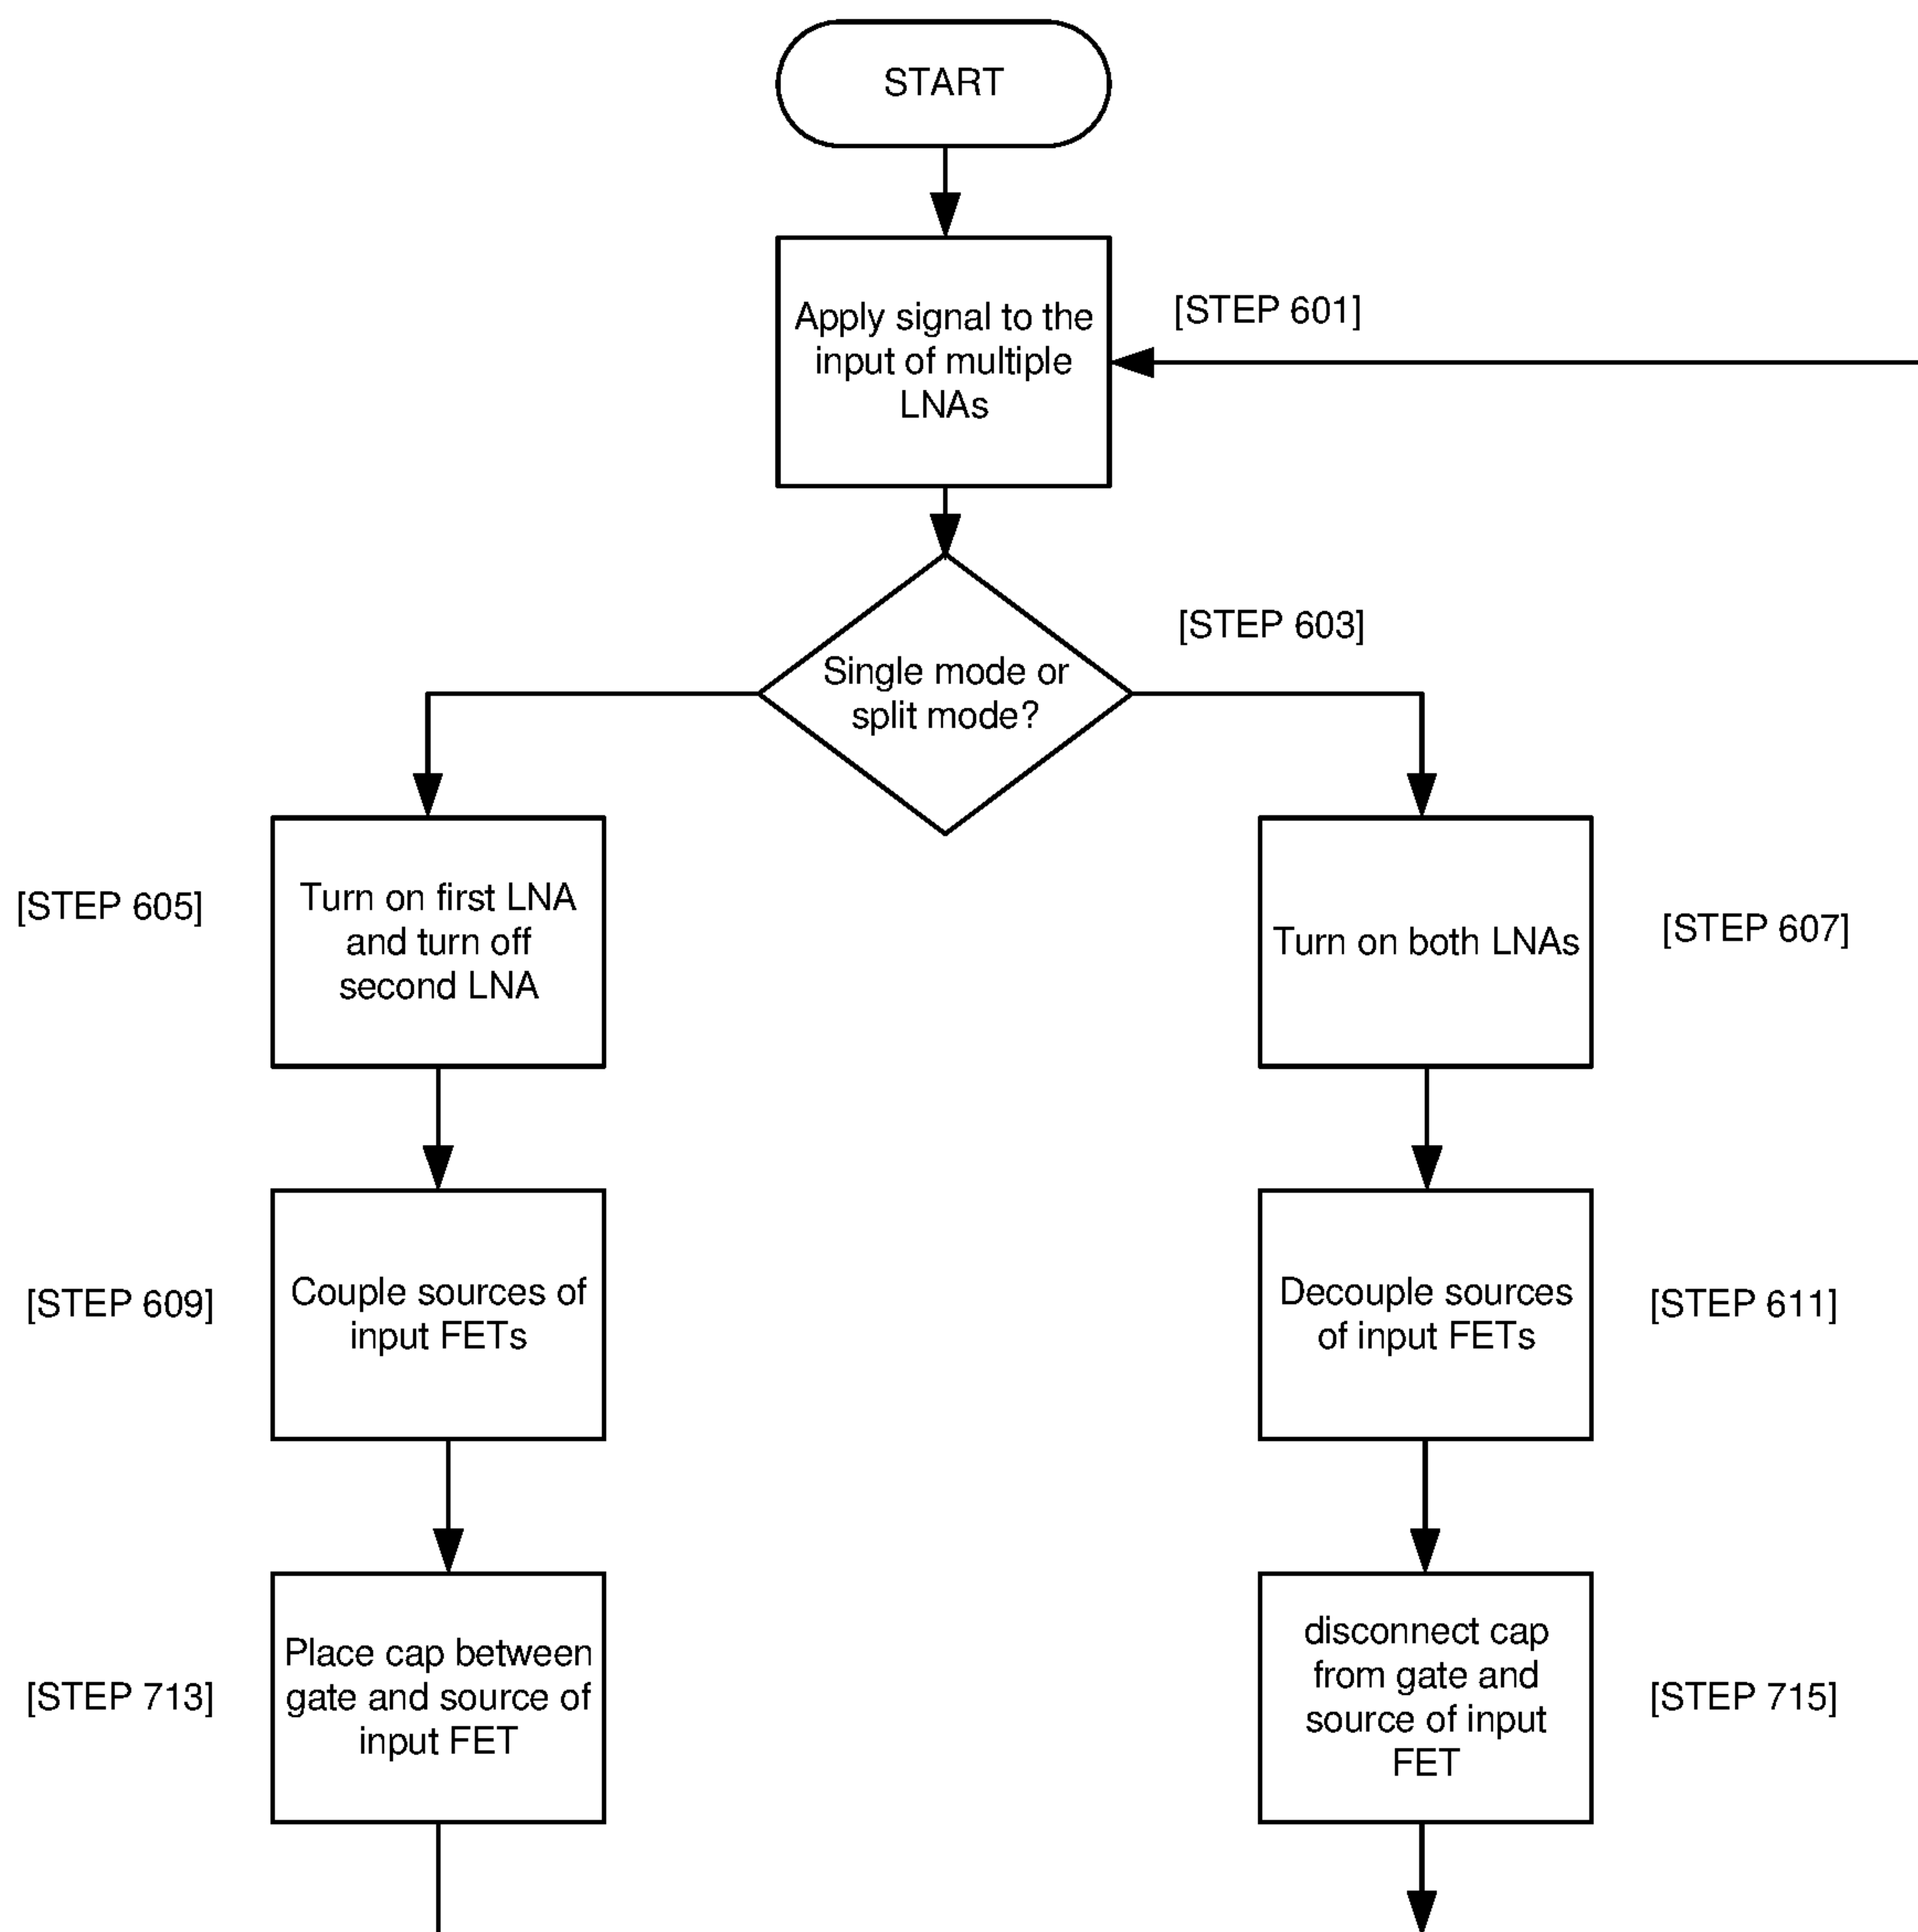 START
Apply signal to the
input of multiple
LNAs
[STEP 601]
Single mode or
split mode?
[STEP 603]
[STEP 605]
Turn on first LNA
and turn off
second LNA
Turn on both LNAs
[STEP 607]
[STEP 609]
Couple sources of
input FETs
Decouple sources
of input FETs
[STEP 611]
[STEP 713]
Place cap between
gate and source of
input FET
disconnect cap
from gate and
source of input
FET
[STEP 715]